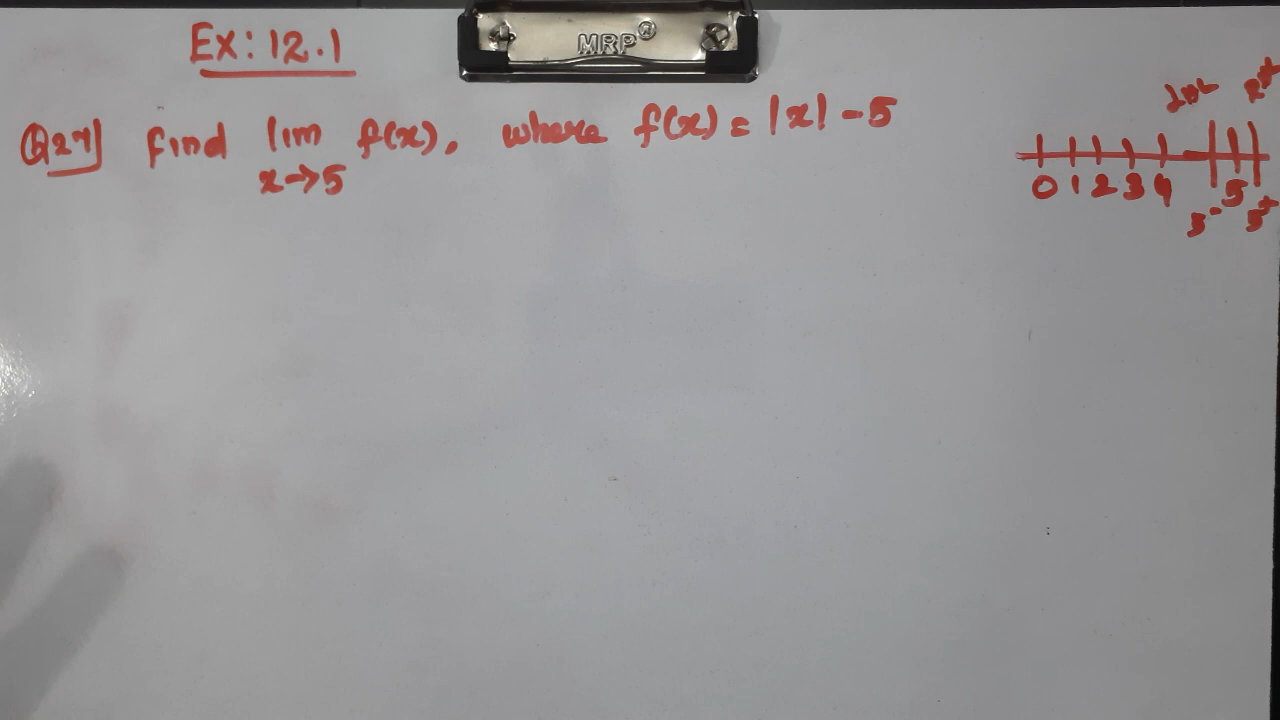 Ex: 12.1
MRP®
Q27] Find lim f(x), where f(x) = |x| - 5
x→5
0 1 2 3 4 5
5⁻ 5⁺